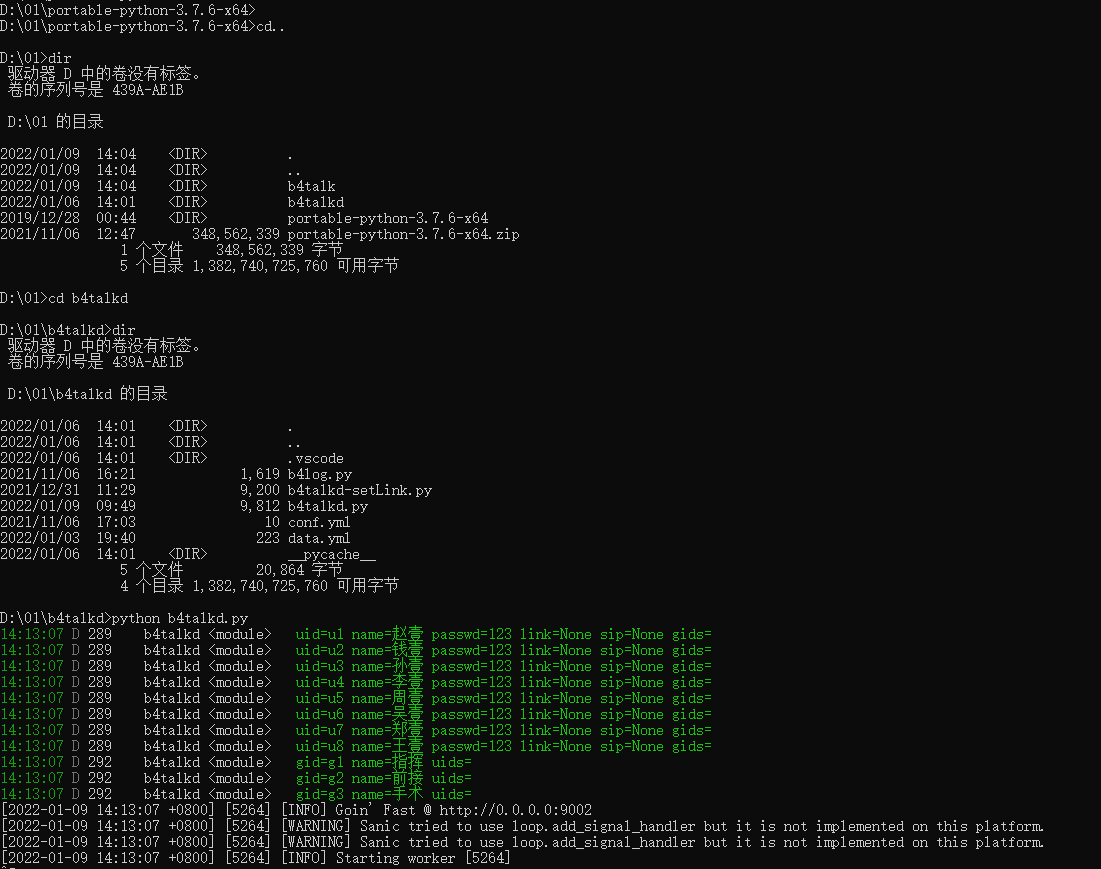 D:\01\portable-python-3.7.6-x64>
D:\01\portable-python-3.7.6-x64>cd..
D:\01>dir
驱动器 D 中的卷没有标签。
卷的序列号是 439A-AE1B
D:\01 的目录
2022/01/09  14:04    <DIR>          .
2022/01/09  14:04    <DIR>          ..
2022/01/09  14:04    <DIR>          b4talk
2022/01/06  14:01    <DIR>          b4talkd
2019/12/28  00:44    <DIR>          portable-python-3.7.6-x64
2021/11/06  12:47       348,562,339 portable-python-3.7.6-x64.zip
1 个文件    348,562,339 字节
5 个目录 1,382,740,725,760 可用字节
D:\01>cd b4talkd
D:\01\b4talkd>dir
驱动器 D 中的卷没有标签。
卷的序列号是 439A-AE1B
D:\01\b4talkd 的目录
2022/01/06  14:01    <DIR>          .
2022/01/06  14:01    <DIR>          ..
2022/01/06  14:01    <DIR>          .vscode
2021/11/06  16:21             1,619 b4log.py
2021/12/31  11:29             9,200 b4talkd-setLink.py
2022/01/09  09:49             9,812 b4talkd.py
2021/11/06  17:03                10 conf.yml
2022/01/03  19:40               223 data.yml
2022/01/06  14:01    <DIR>          __pycache__
5 个文件         20,864 字节
4 个目录 1,382,740,725,760 可用字节
D:\01\b4talkd>python b4talkd.py
14:13:07 D 289    b4talkd <module>   uid=u1 name=赵壹 passwd=123 link=None sip=None gids=
14:13:07 D 289    b4talkd <module>   uid=u2 name=钱壹 passwd=123 link=None sip=None gids=
14:13:07 D 289    b4talkd <module>   uid=u3 name=孙壹 passwd=123 link=None sip=None gids=
14:13:07 D 289    b4talkd <module>   uid=u4 name=李壹 passwd=123 link=None sip=None gids=
14:13:07 D 289    b4talkd <module>   uid=u5 name=周壹 passwd=123 link=None sip=None gids=
14:13:07 D 289    b4talkd <module>   uid=u6 name=吴壹 passwd=123 link=None sip=None gids=
14:13:07 D 289    b4talkd <module>   uid=u7 name=郑壹 passwd=123 link=None sip=None gids=
14:13:07 D 289    b4talkd <module>   uid=u8 name=王壹 passwd=123 link=None sip=None gids=
14:13:07 D 292    b4talkd <module>   gid=g1 name=指挥 uids=
14:13:07 D 292    b4talkd <module>   gid=g2 name=前接 uids=
14:13:07 D 292    b4talkd <module>   gid=g3 name=手术 uids=
[2022-01-09 14:13:07 +0800] [5264] [INFO] Goin' Fast @ http://0.0.0.0:9002
[2022-01-09 14:13:07 +0800] [5264] [WARNING] Sanic tried to use loop.add_signal_handler but it is not implemented on this platform.
[2022-01-09 14:13:07 +0800] [5264] [WARNING] Sanic tried to use loop.add_signal_handler but it is not implemented on this platform.
[2022-01-09 14:13:07 +0800] [5264] [INFO] Starting worker [5264]